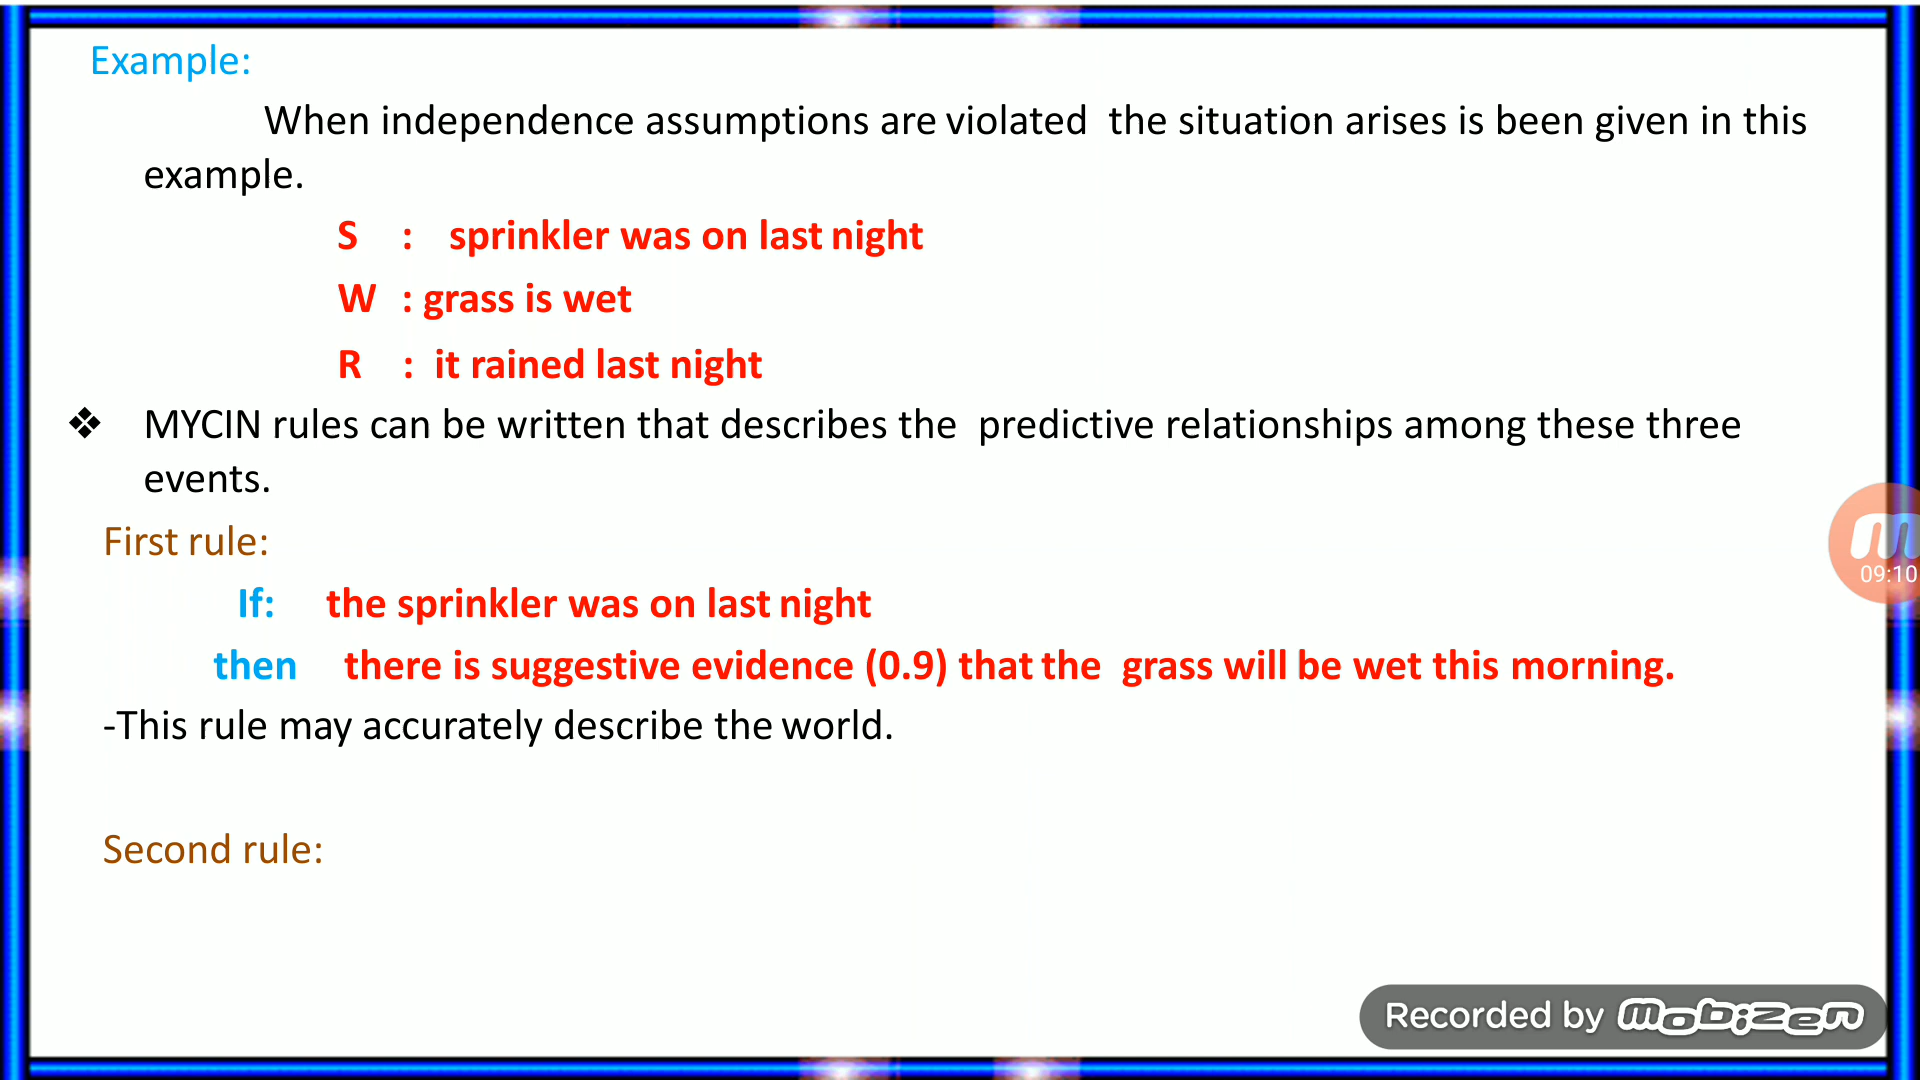 Example:
When independence assumptions are violated the situation arises is been given in this
example.
S : sprinkler was on last night
W : grass is wet
R : it rained last night
❖ MYCIN rules can be written that describes the predictive relationships among these three
events.
First rule:
If: the sprinkler was on last night
then there is suggestive evidence (0.9) that the grass will be wet this morning.
-This rule may accurately describe the world.
Second rule:
09:10
Recorded by mobizen